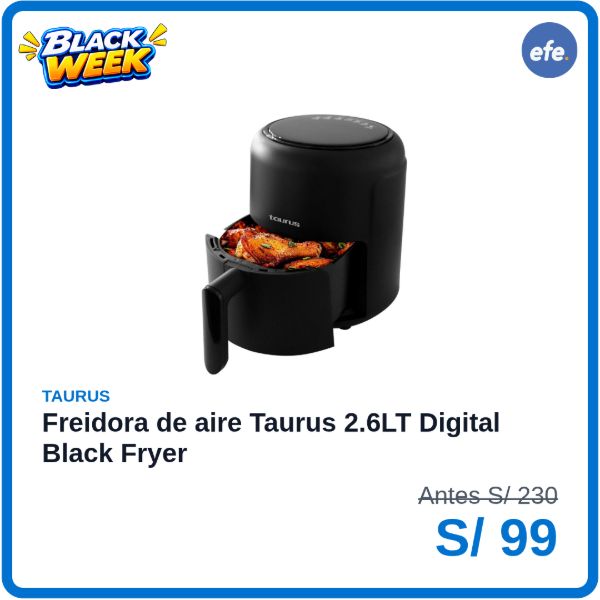 BLACK
WEEK
efe.
taurus
TAURUS
Freidora de aire Taurus 2.6LT Digital
Black Fryer
Antes S/ 230
S/ 99